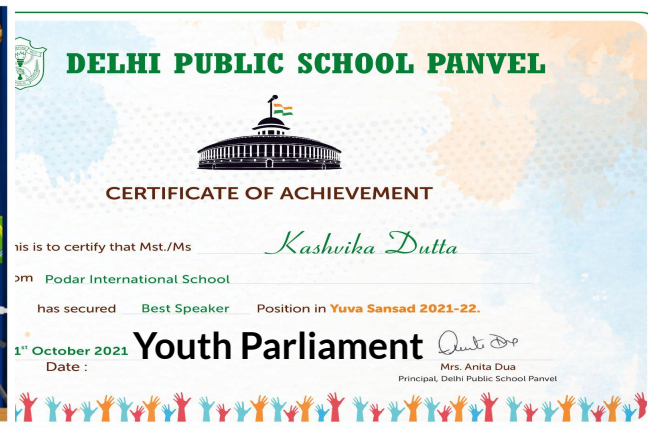 DELHI PUBLIC SCHOOL PANVEL
CERTIFICATE OF ACHIEVEMENT
his is to certify that Mst./Ms Kashvika Dutta
om Podar International School
has secured Best Speaker Position in Yuva Sansad 2021-22.
1st October 2021 Youth Parliament
Date :
Mrs. Anita Dua
Principal, Delhi Public School Panvel